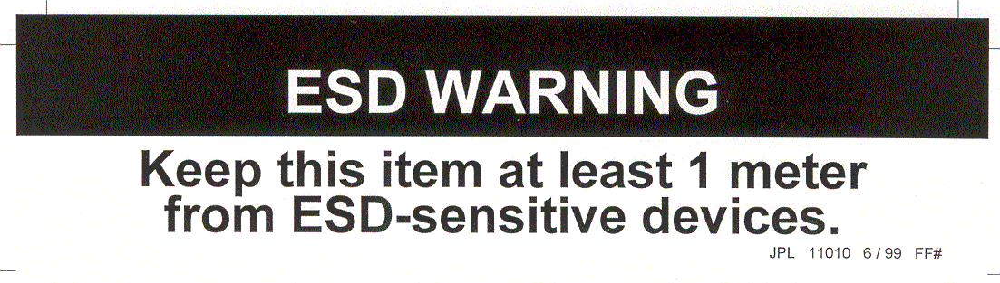 ESD WARNING
Keep this item at least 1 meter
from ESD-sensitive devices.
JPL 11010 6 / 99 FF#